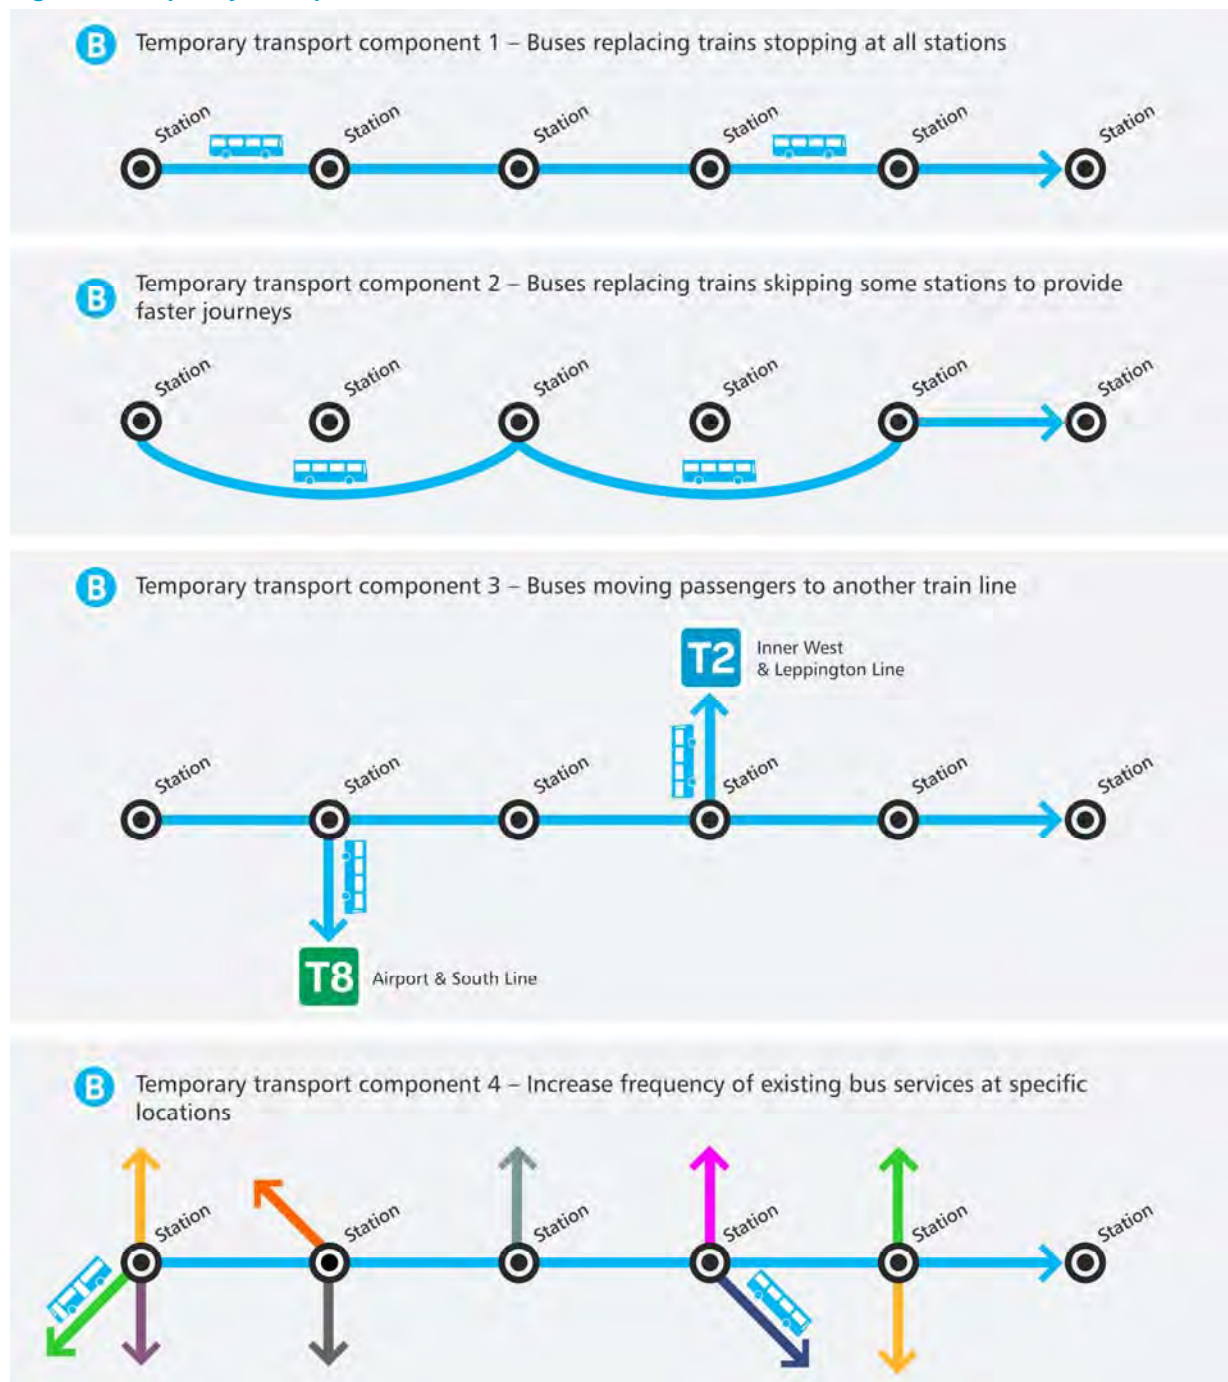 B Temporary transport component 1 – Buses replacing trains stopping at all stations
Station Station Station Station Station Station
B Temporary transport component 2 – Buses replacing trains skipping some stations to provide
faster journeys
Station Station Station Station Station Station
B Temporary transport component 3 – Buses moving passengers to another train line
T2 Inner West
& Leppington Line
Station Station Station Station Station Station
T8 Airport & South Line
B Temporary transport component 4 – Increase frequency of existing bus services at specific
locations
Station Station Station Station Station Station